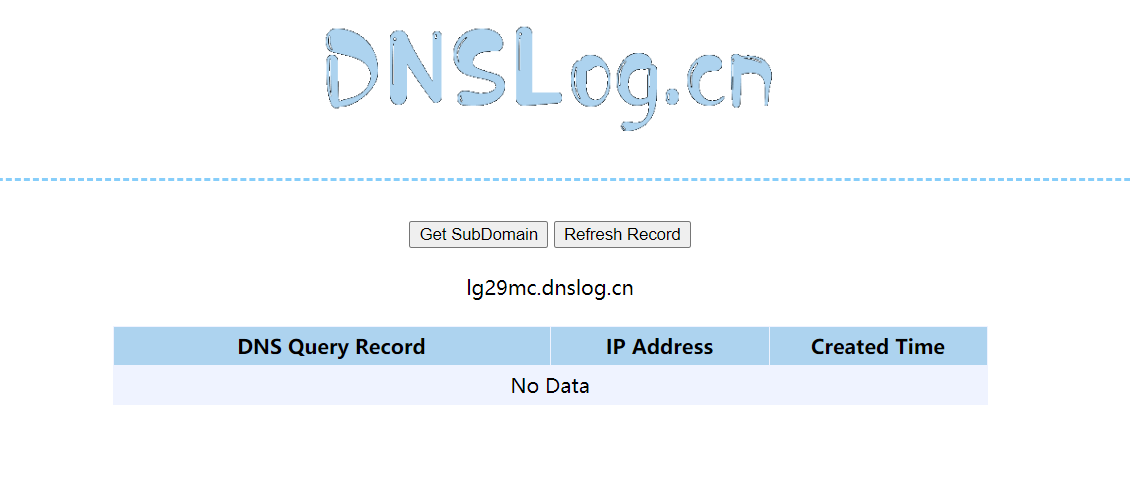 DNSLog.cn
Get SubDomain Refresh Record
lg29mc.dnslog.cn
DNS Query Record IP Address Created Time
No Data